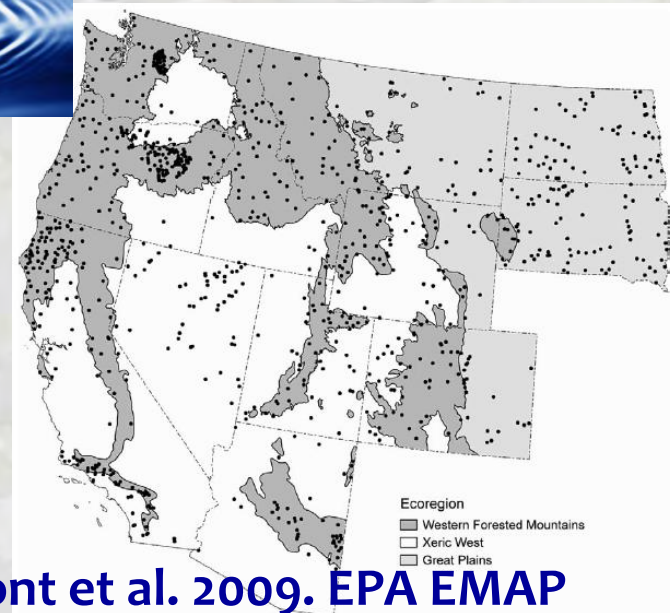 Ecoregion
Western Forested Mountains
Xeric West
Great Plains
ont et al. 2009. EPA EMAP